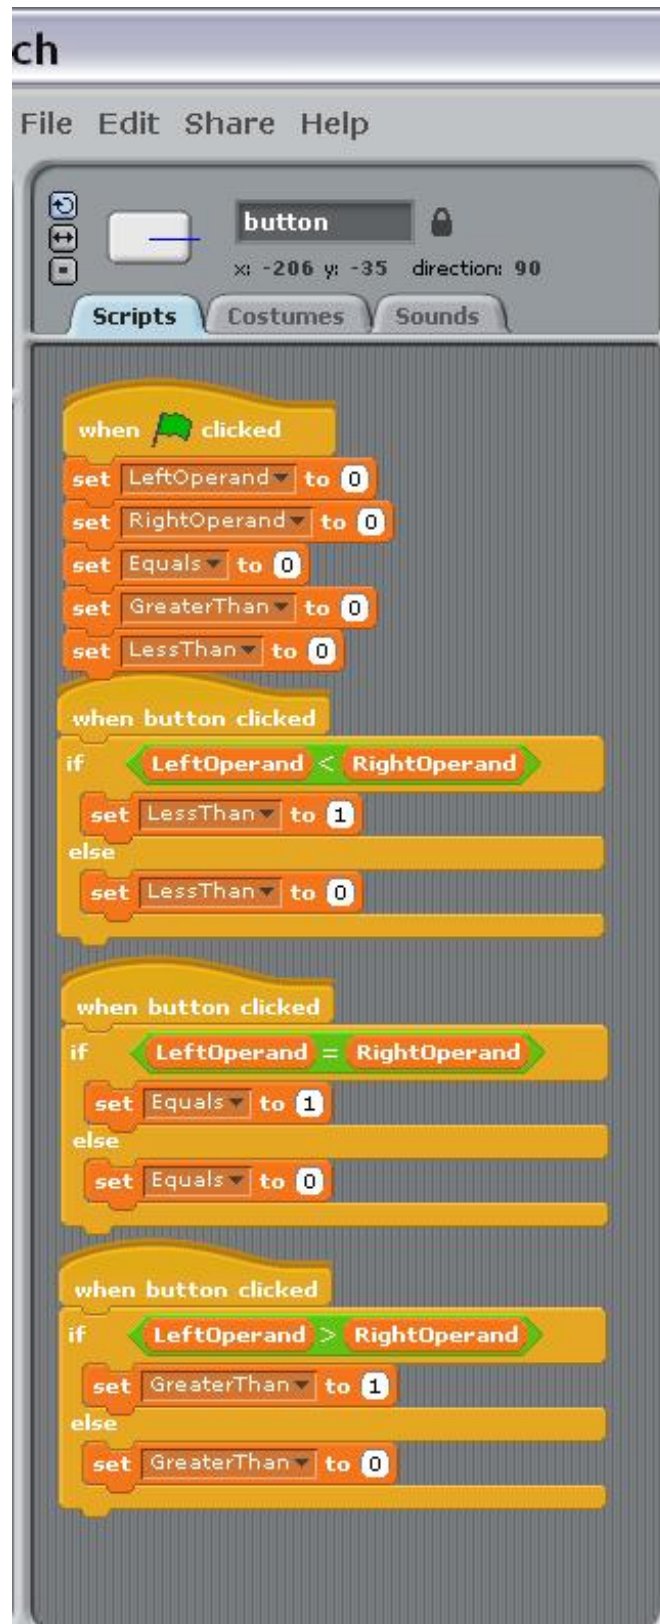 ch
File Edit Share Help
button
x: -206 y: -35 direction: 90
Scripts Costumes Sounds
when clicked
set LeftOperand to 0
set RightOperand to 0
set Equals to 0
set GreaterThan to 0
set LessThan to 0
when button clicked
if LeftOperand < RightOperand
set LessThan to 1
else
set LessThan to 0
when button clicked
if LeftOperand = RightOperand
set Equals to 1
else
set Equals to 0
when button clicked
if LeftOperand > RightOperand
set GreaterThan to 1
else
set GreaterThan to 0